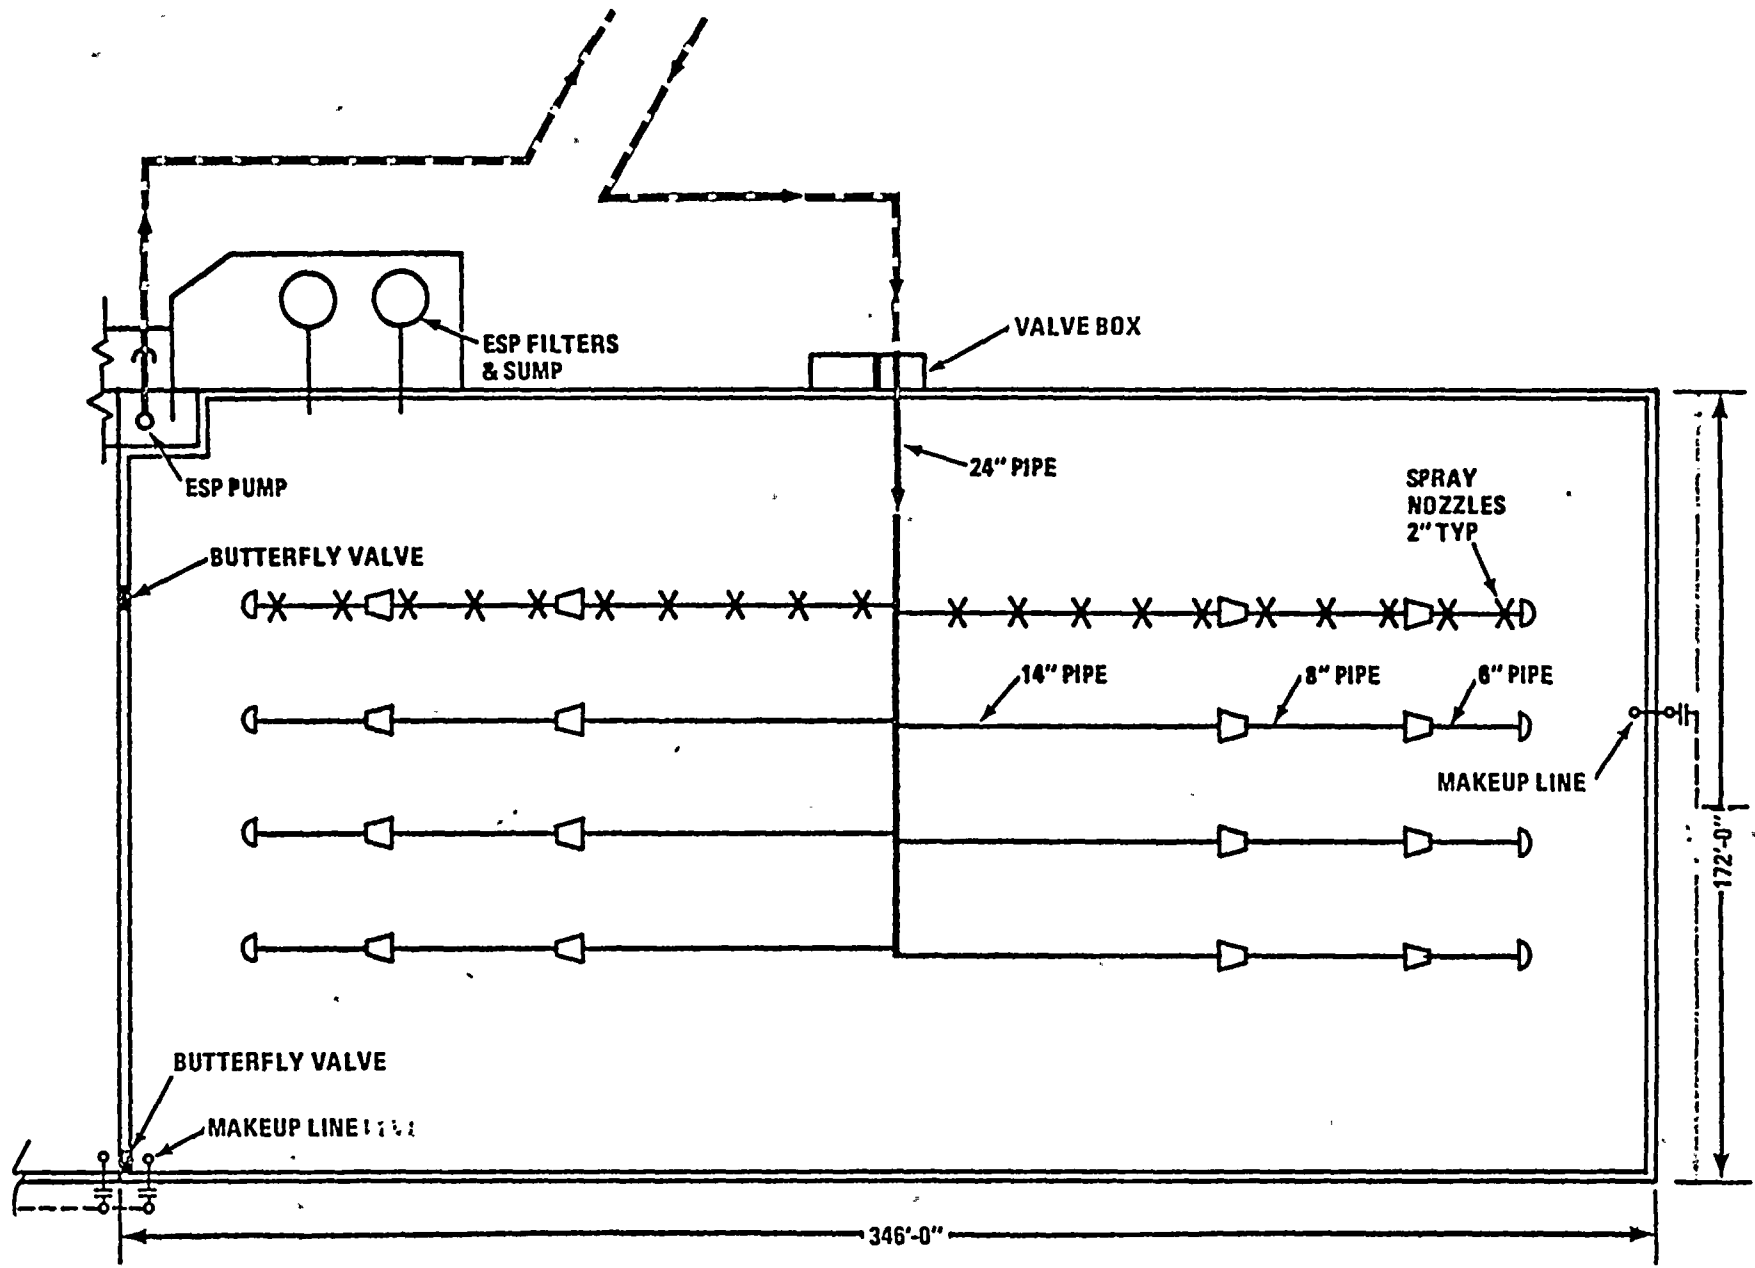 ESP FILTERS
& SUMP
VALVE BOX
24" PIPE
ESP PUMP
SPRAY
NOZZLES
2" TYP
BUTTERFLY VALVE
14" PIPE
8" PIPE
6" PIPE
MAKEUP LINE
172'-0"
BUTTERFLY VALVE
MAKEUP LINE
346'-0"